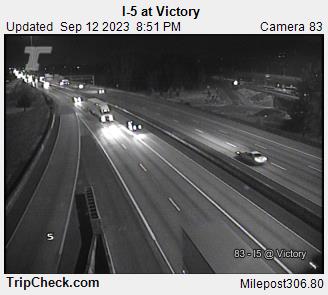 I-5 at Victory
Updated  Sep 12 2023  8:51 PM
Camera 83
S
83 - I5 @ Victory
TripCheck.com
Milepost306.80